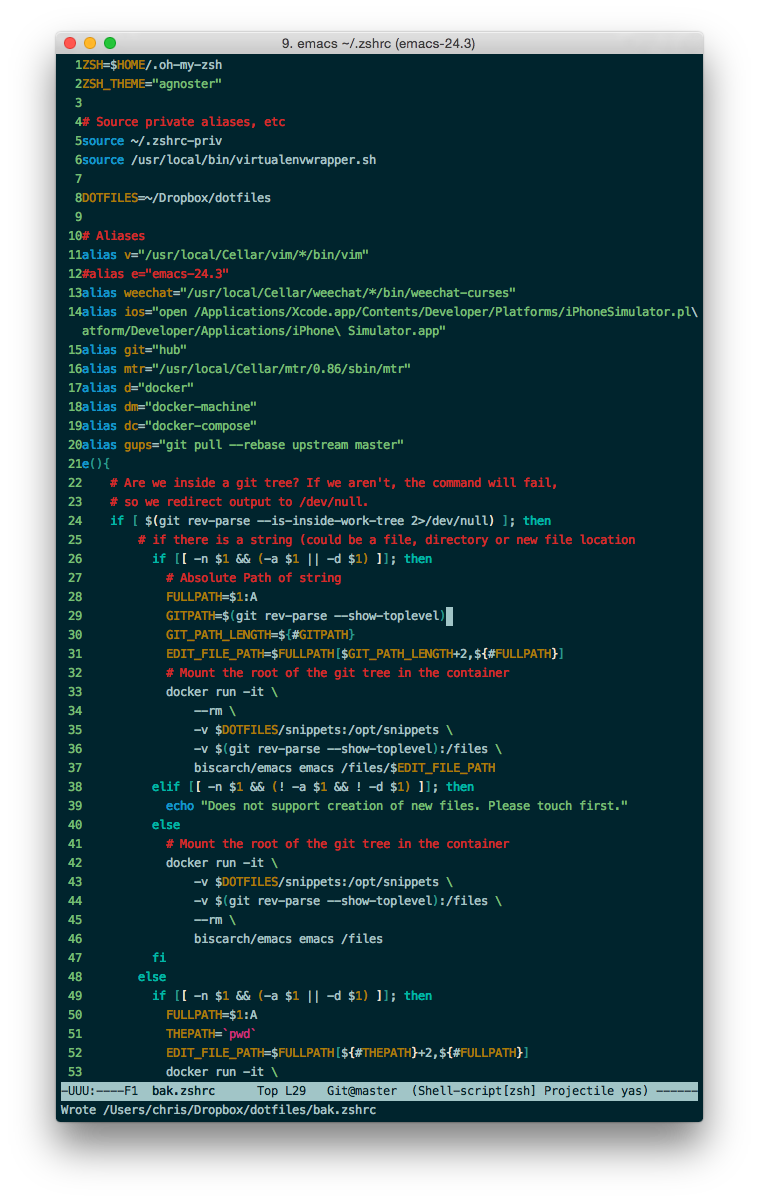 9. emacs ~/.zshrc (emacs-24.3)
1ZSH=$HOME/.oh-my-zsh
2ZSH_THEME="agnoster"
3
4# Source private aliases, etc
5source ~/.zshrc-priv
6source /usr/local/bin/virtualenvwrapper.sh
7
8DOTFILES=~/Dropbox/dotfiles
9
10# Aliases
11alias v="/usr/local/Cellar/vim/*/bin/vim"
12#alias e="emacs-24.3"
13alias weechat="/usr/local/Cellar/weechat/*/bin/weechat-curses"
14alias ios="open /Applications/Xcode.app/Contents/Developer/Platforms/iPhoneSimulator.pl\
atform/Developer/Applications/iPhone\ Simulator.app"
15alias git="hub"
16alias mtr="/usr/local/Cellar/mtr/0.86/sbin/mtr"
17alias d="docker"
18alias dm="docker-machine"
19alias dc="docker-compose"
20alias gups="git pull --rebase upstream master"
21e(){
22    # Are we inside a git tree? If we aren't, the command will fail,
23    # so we redirect output to /dev/null.
24    if [ $(git rev-parse --is-inside-work-tree 2>/dev/null) ]; then
25        # if there is a string (could be a file, directory or new file location
26          if [[ -n $1 && (-a $1 || -d $1) ]]; then
27            # Absolute Path of string
28            FULLPATH=$1:A
29            GITPATH=$(git rev-parse --show-toplevel)
30            GIT_PATH_LENGTH=${#GITPATH}
31            EDIT_FILE_PATH=$FULLPATH[$GIT_PATH_LENGTH+2,${#FULLPATH}]
32            # Mount the root of the git tree in the container
33            docker run -it \
34                --rm \
35                -v $DOTFILES/snippets:/opt/snippets \
36                -v $(git rev-parse --show-toplevel):/files \
37                biscarch/emacs emacs /files/$EDIT_FILE_PATH
38          elif [[ -n $1 && (! -a $1 && ! -d $1) ]]; then
39            echo "Does not support creation of new files. Please touch first."
40          else
41            # Mount the root of the git tree in the container
42            docker run -it \
43                -v $DOTFILES/snippets:/opt/snippets \
44                -v $(git rev-parse --show-toplevel):/files \
45                --rm \
46                biscarch/emacs emacs /files
47          fi
48        else
49          if [[ -n $1 && (-a $1 || -d $1) ]]; then
50            FULLPATH=$1:A
51            THEPATH=`pwd`
52            EDIT_FILE_PATH=$FULLPATH[${#THEPATH}+2,${#FULLPATH}]
53            docker run -it \
-UUU:----F1  bak.zshrc      Top L29   Git@master  (Shell-script[zsh] Projectile yas) ------
Wrote /Users/chris/Dropbox/dotfiles/bak.zshrc